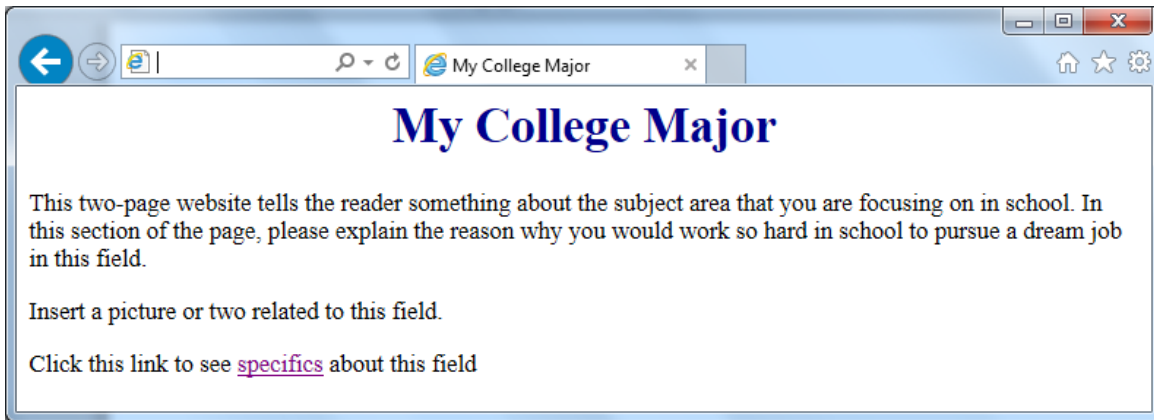 My College Major
My College Major
This two-page website tells the reader something about the subject area that you are focusing on in school. In
this section of the page, please explain the reason why you would work so hard in school to pursue a dream job
in this field.
Insert a picture or two related to this field.
Click this link to see specifics about this field